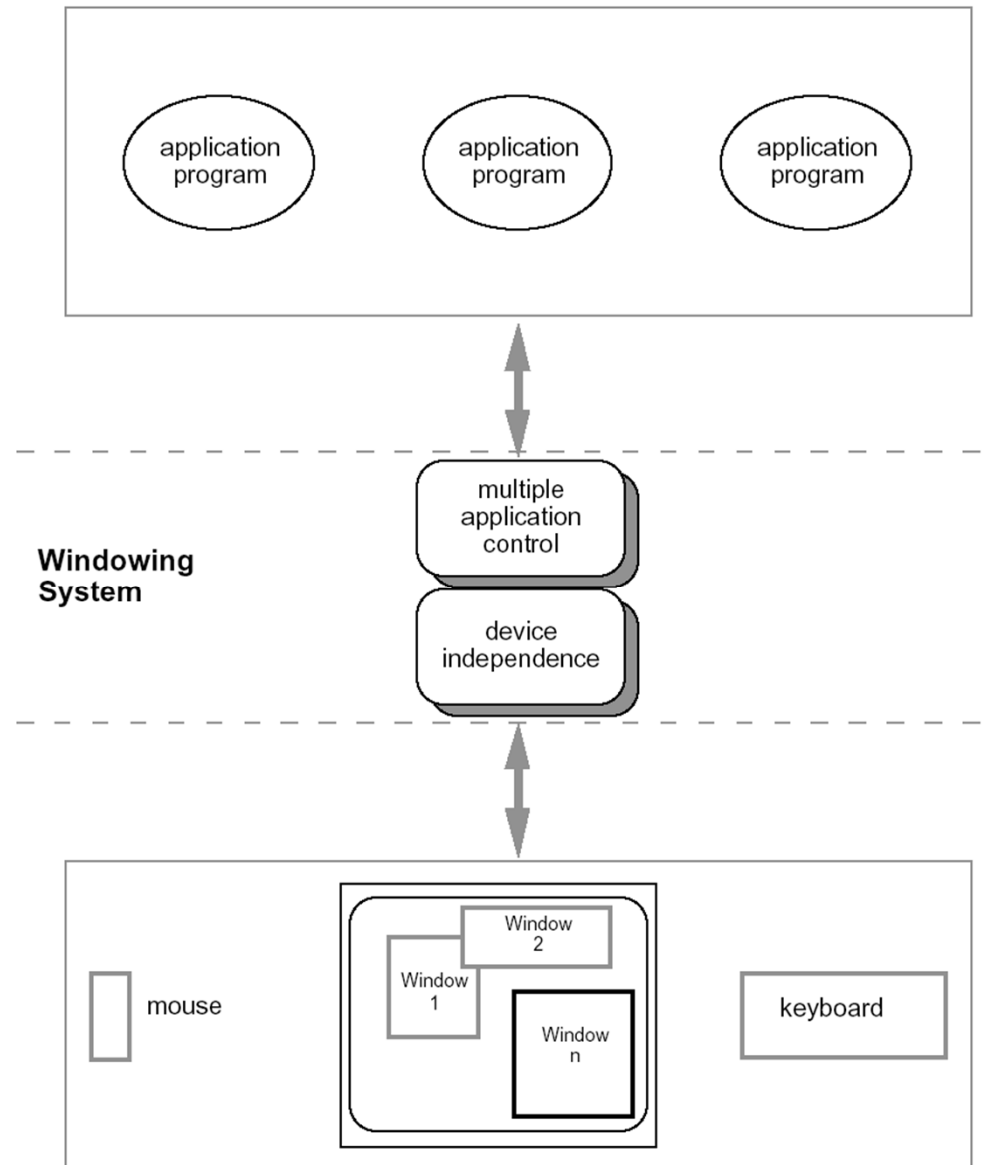 application
program
application
program
application
program
multiple
application
control
Windowing
System
device
independence
Window
2
Window
1
mouse
keyboard
Window
n